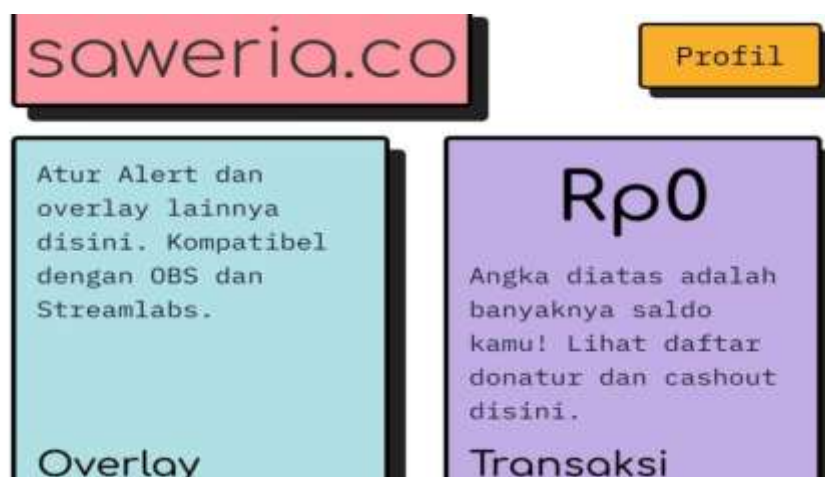 saweria.co
Profil
Atur Alert dan
overlay lainnya
disini. Kompatibel
dengan OBS dan
Streamlabs.
Overlay
Rp0
Angka diatas adalah
banyaknya saldo
kamu! Lihat daftar
donatur dan cashout
disini.
Transaksi